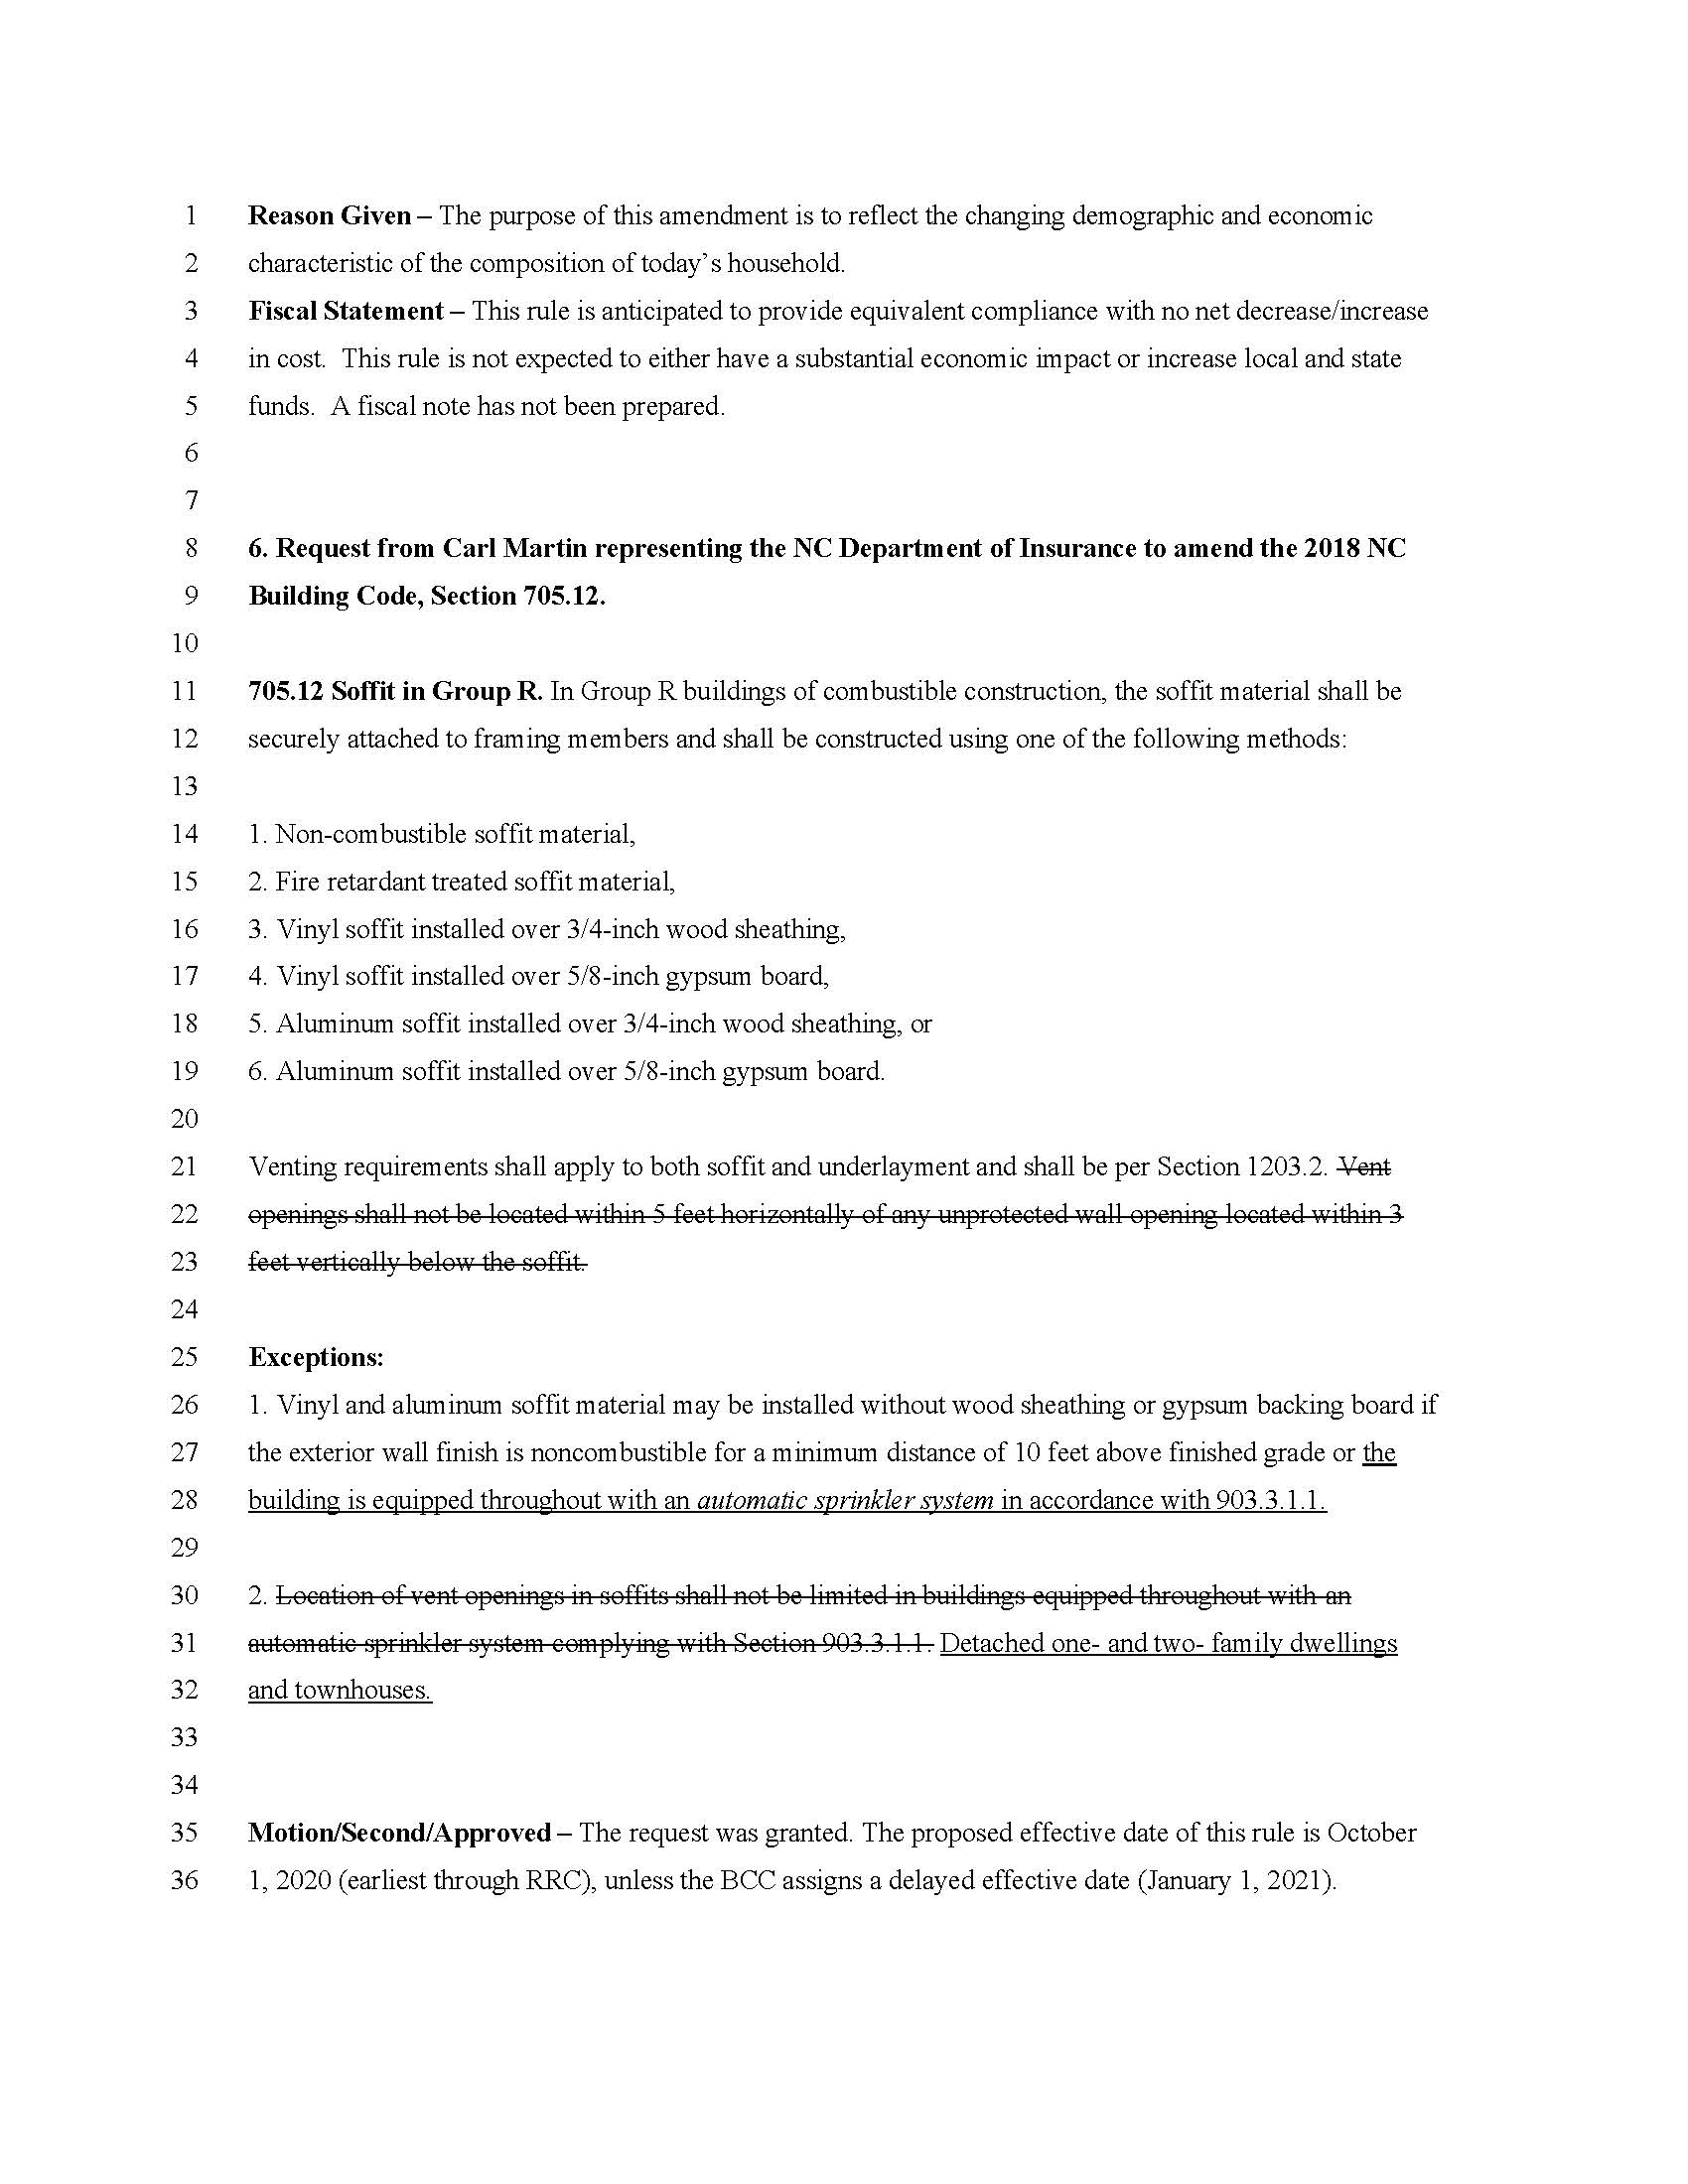 1 Reason Given – The purpose of this amendment is to reflect the changing demographic and economic
2 characteristic of the composition of today’s household.
3 Fiscal Statement – This rule is anticipated to provide equivalent compliance with no net decrease/increase
4 in cost.  This rule is not expected to either have a substantial economic impact or increase local and state
5 funds.  A fiscal note has not been prepared.
6
7
8 6. Request from Carl Martin representing the NC Department of Insurance to amend the 2018 NC
9 Building Code, Section 705.12.
10
11 705.12 Soffit in Group R. In Group R buildings of combustible construction, the soffit material shall be
12 securely attached to framing members and shall be constructed using one of the following methods:
13
14 1. Non-combustible soffit material,
15 2. Fire retardant treated soffit material,
16 3. Vinyl soffit installed over 3/4-inch wood sheathing,
17 4. Vinyl soffit installed over 5/8-inch gypsum board,
18 5. Aluminum soffit installed over 3/4-inch wood sheathing, or
19 6. Aluminum soffit installed over 5/8-inch gypsum board.
20
21 Venting requirements shall apply to both soffit and underlayment and shall be per Section 1203.2. Vent
22 openings shall not be located within 5 feet horizontally of any unprotected wall opening located within 3
23 feet vertically below the soffit.
24
25 Exceptions:
26 1. Vinyl and aluminum soffit material may be installed without wood sheathing or gypsum backing board if
27 the exterior wall finish is noncombustible for a minimum distance of 10 feet above finished grade or the
28 building is equipped throughout with an automatic sprinkler system in accordance with 903.3.1.1.
29
30 2. Location of vent openings in soffits shall not be limited in buildings equipped throughout with an
31 automatic sprinkler system complying with Section 903.3.1.1. Detached one- and two- family dwellings
32 and townhouses.
33
34
35 Motion/Second/Approved – The request was granted. The proposed effective date of this rule is October
36 1, 2020 (earliest through RRC), unless the BCC assigns a delayed effective date (January 1, 2021).